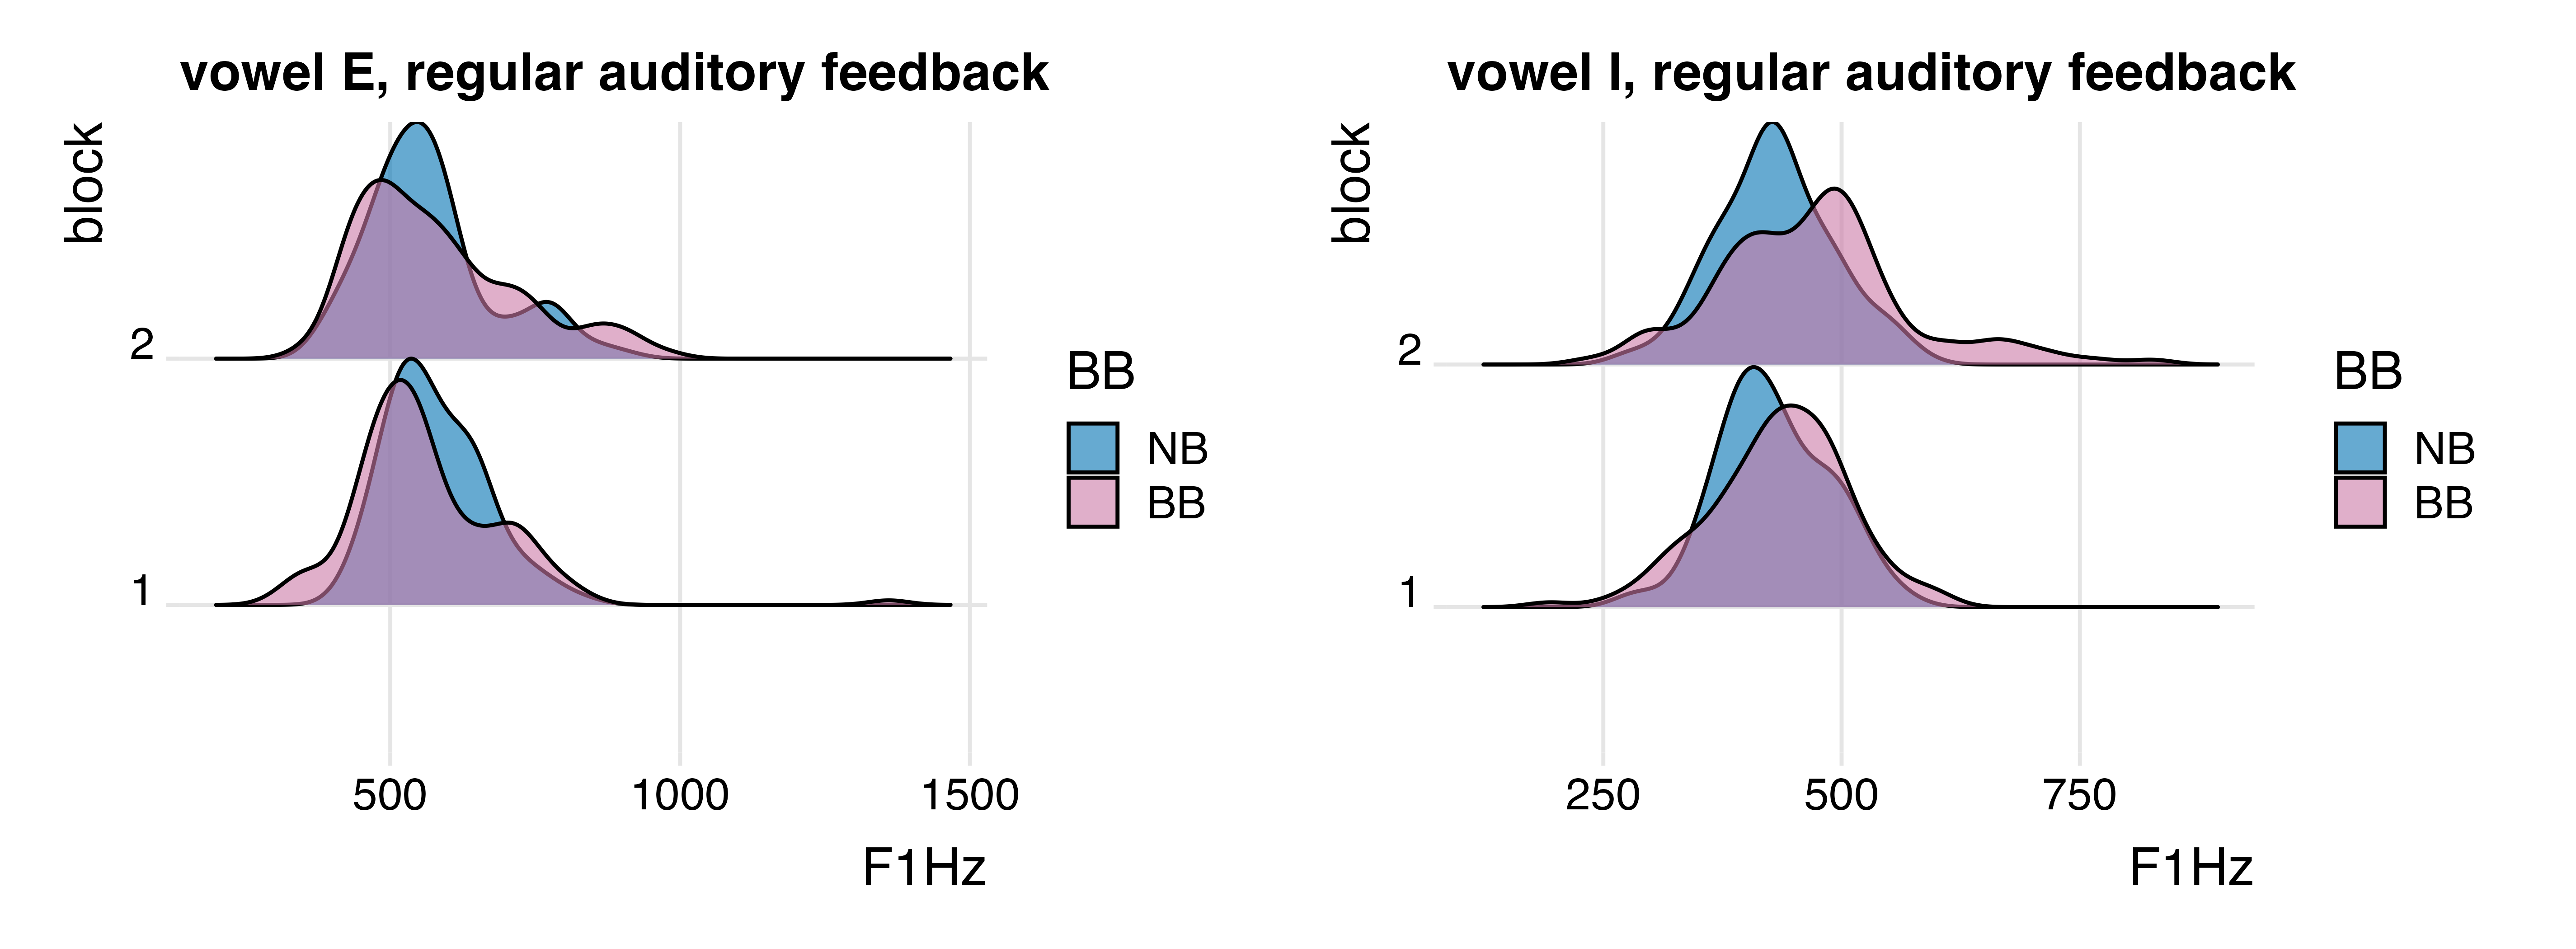 vowel E, regular auditory feedback
block
2
1
500 1000 1500
F1Hz
BB
NB
BB
vowel I, regular auditory feedback
block
2
1
250 500 750
F1Hz
BB
NB
BB